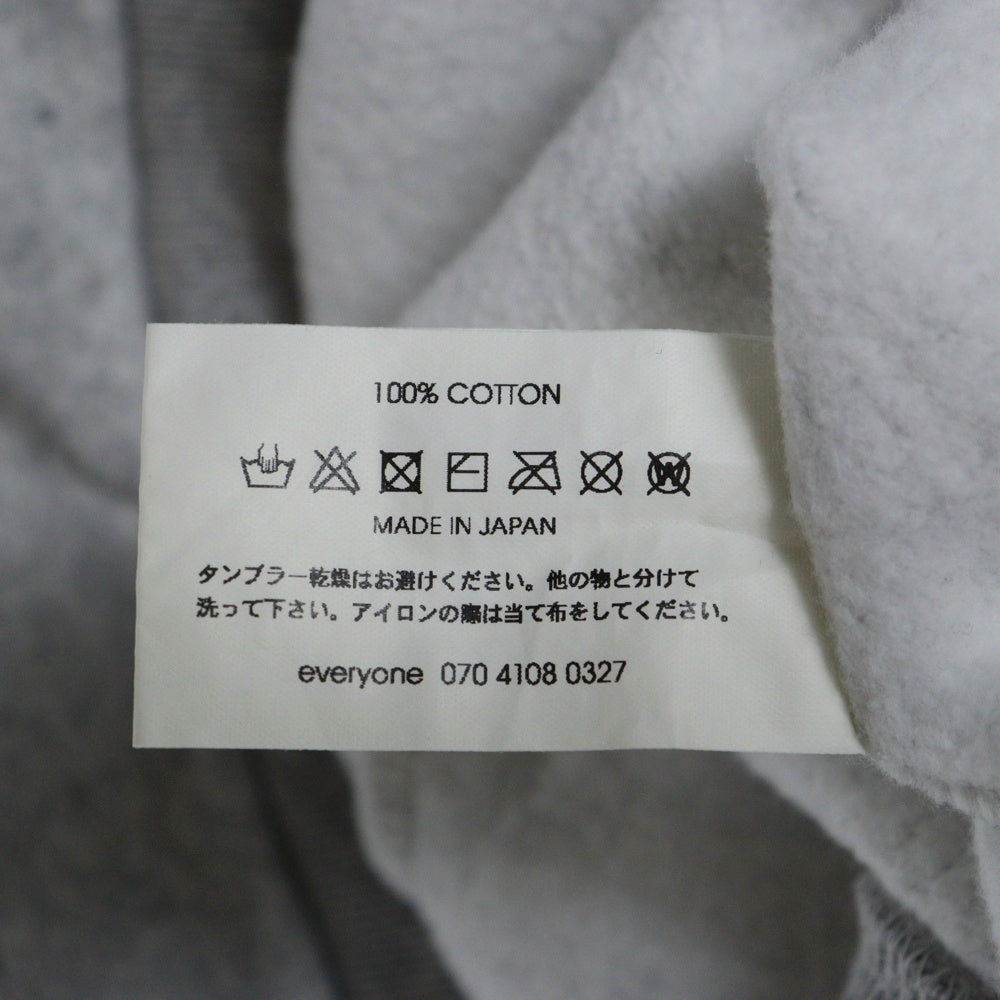 100% COTTON
MADE IN JAPAN
タンブラー乾燥はお避けください。他の物と分けて
洗って下さい。アイロンの際は当て布をしてください。
everyone 070 4108 0327